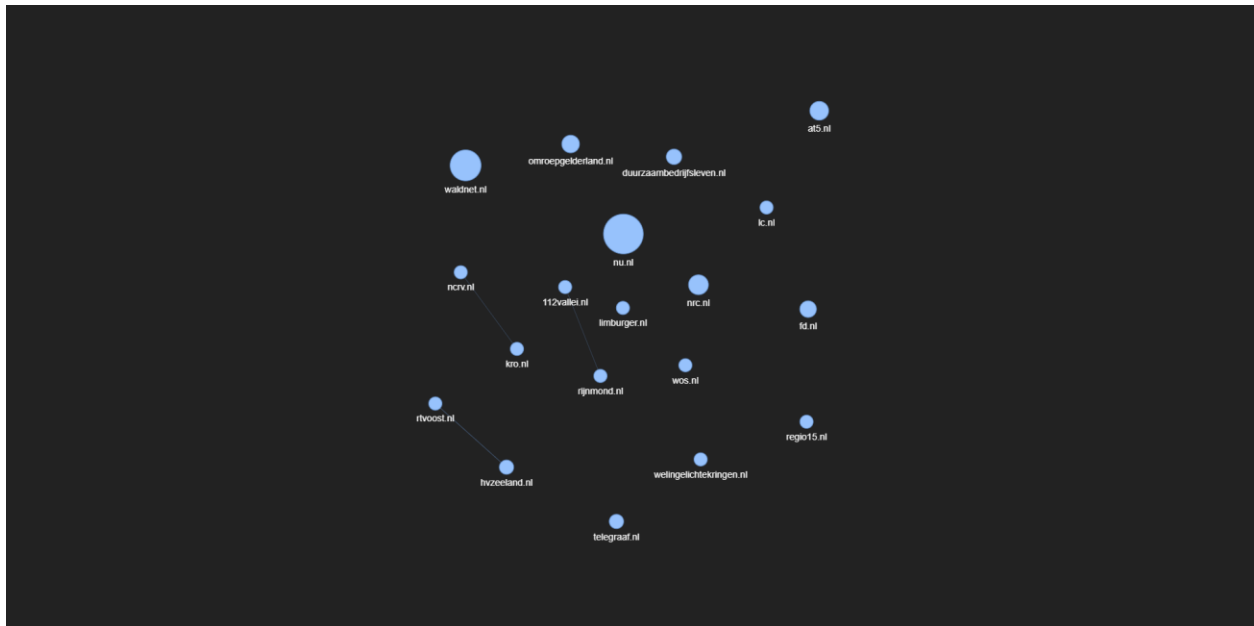 at5.nl
omroepgelderland.nl
duurzaambedrijfsleven.nl
waldnet.nl
lc.nl
nu.nl
ncrv.nl
112vallei.nl
nrc.nl
limburger.nl
fd.nl
kro.nl
wos.nl
rijnmond.nl
rtvoost.nl
regio15.nl
welingelichtekringen.nl
hvzeeland.nl
telegraaf.nl